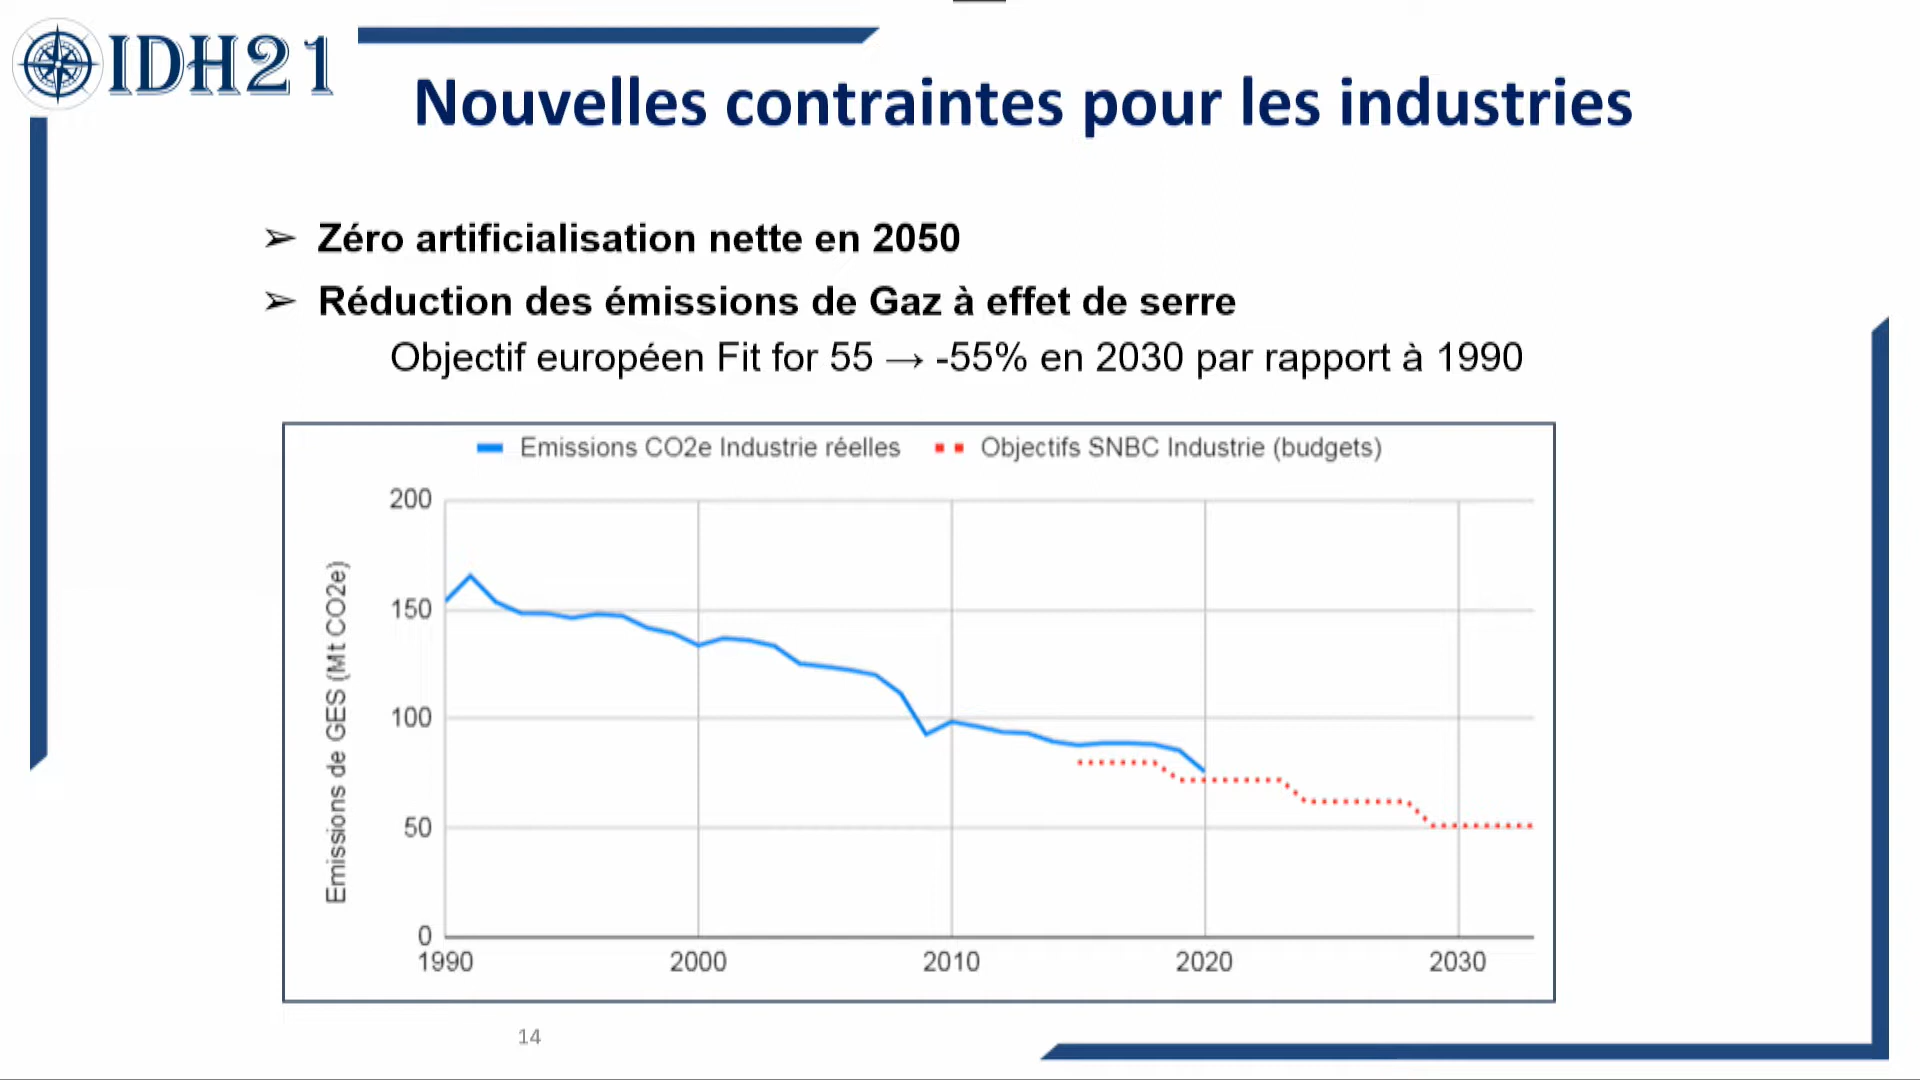 IDH21
Nouvelles contraintes pour les industries
➢ Zéro artificialisation nette en 2050
➢ Réduction des émissions de Gaz à effet de serre
Objectif européen Fit for 55 → -55% en 2030 par rapport à 1990
Emissions CO2e Industrie réelles
Objectifs SNBC Industrie (budgets)
Emissions de GES (Mt CO2e)
200
150
100
50
0
1990 2000 2010 2020 2030
14